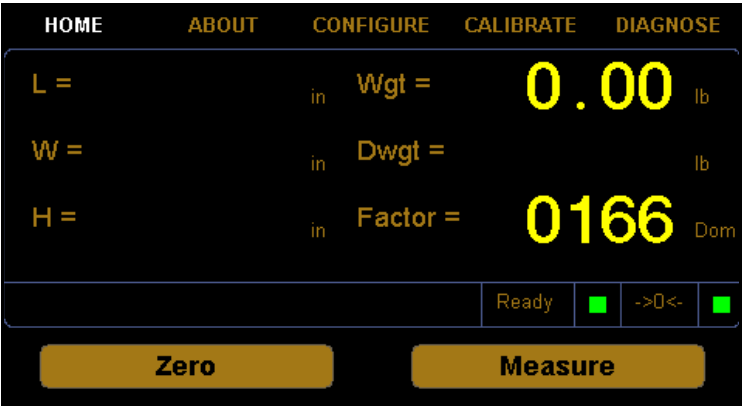 HOME ABOUT CONFIGURE CALIBRATE DIAGNOSE
L = in Wgt = 0.00 lb
W = in Dwgt = lb
H = in Factor = 0166 Dom
Ready ->0<-
Zero Measure